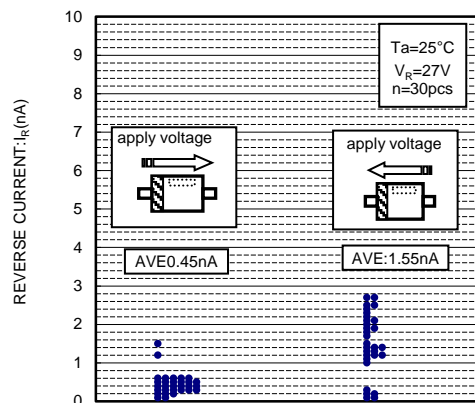 REVERSE CURRENT:I_R(nA)
10
9
8
7
6
5
4
3
2
1
0
Ta=25°C
V_R=27V
n=30pcs
apply voltage
apply voltage
AVE0.45nA
AVE:1.55nA